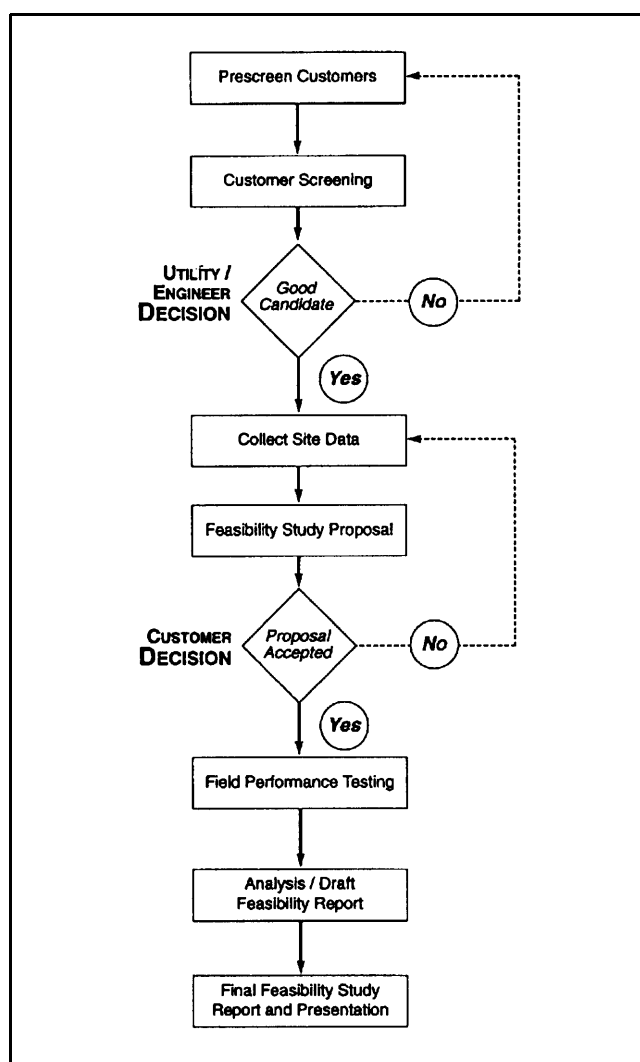 Prescreen Customers
Customer Screening
UTILITY /
ENGINEER
DECISION
Good
Candidate
No
Yes
Collect Site Data
Feasibility Study Proposal
CUSTOMER
DECISION
Proposal
Accepted
No
Yes
Field Performance Testing
Analysis / Draft
Feasibility Report
Final Feasibility Study
Report and Presentation